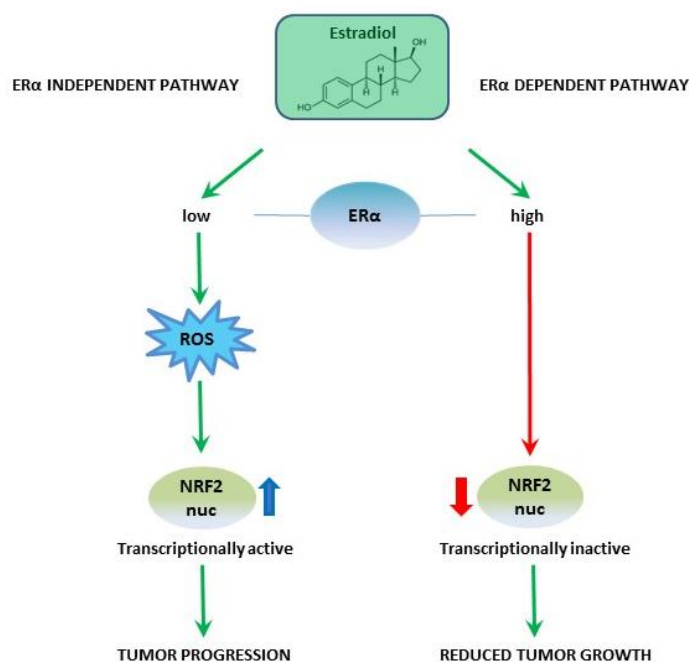 Estradiol
OH
H
H
H
HO
ERα INDEPENDENT PATHWAY
ERα DEPENDENT PATHWAY
low
ERα
high
ROS
NRF2
nuc
NRF2
nuc
Transcriptionally active
Transcriptionally inactive
TUMOR PROGRESSION
REDUCED TUMOR GROWTH